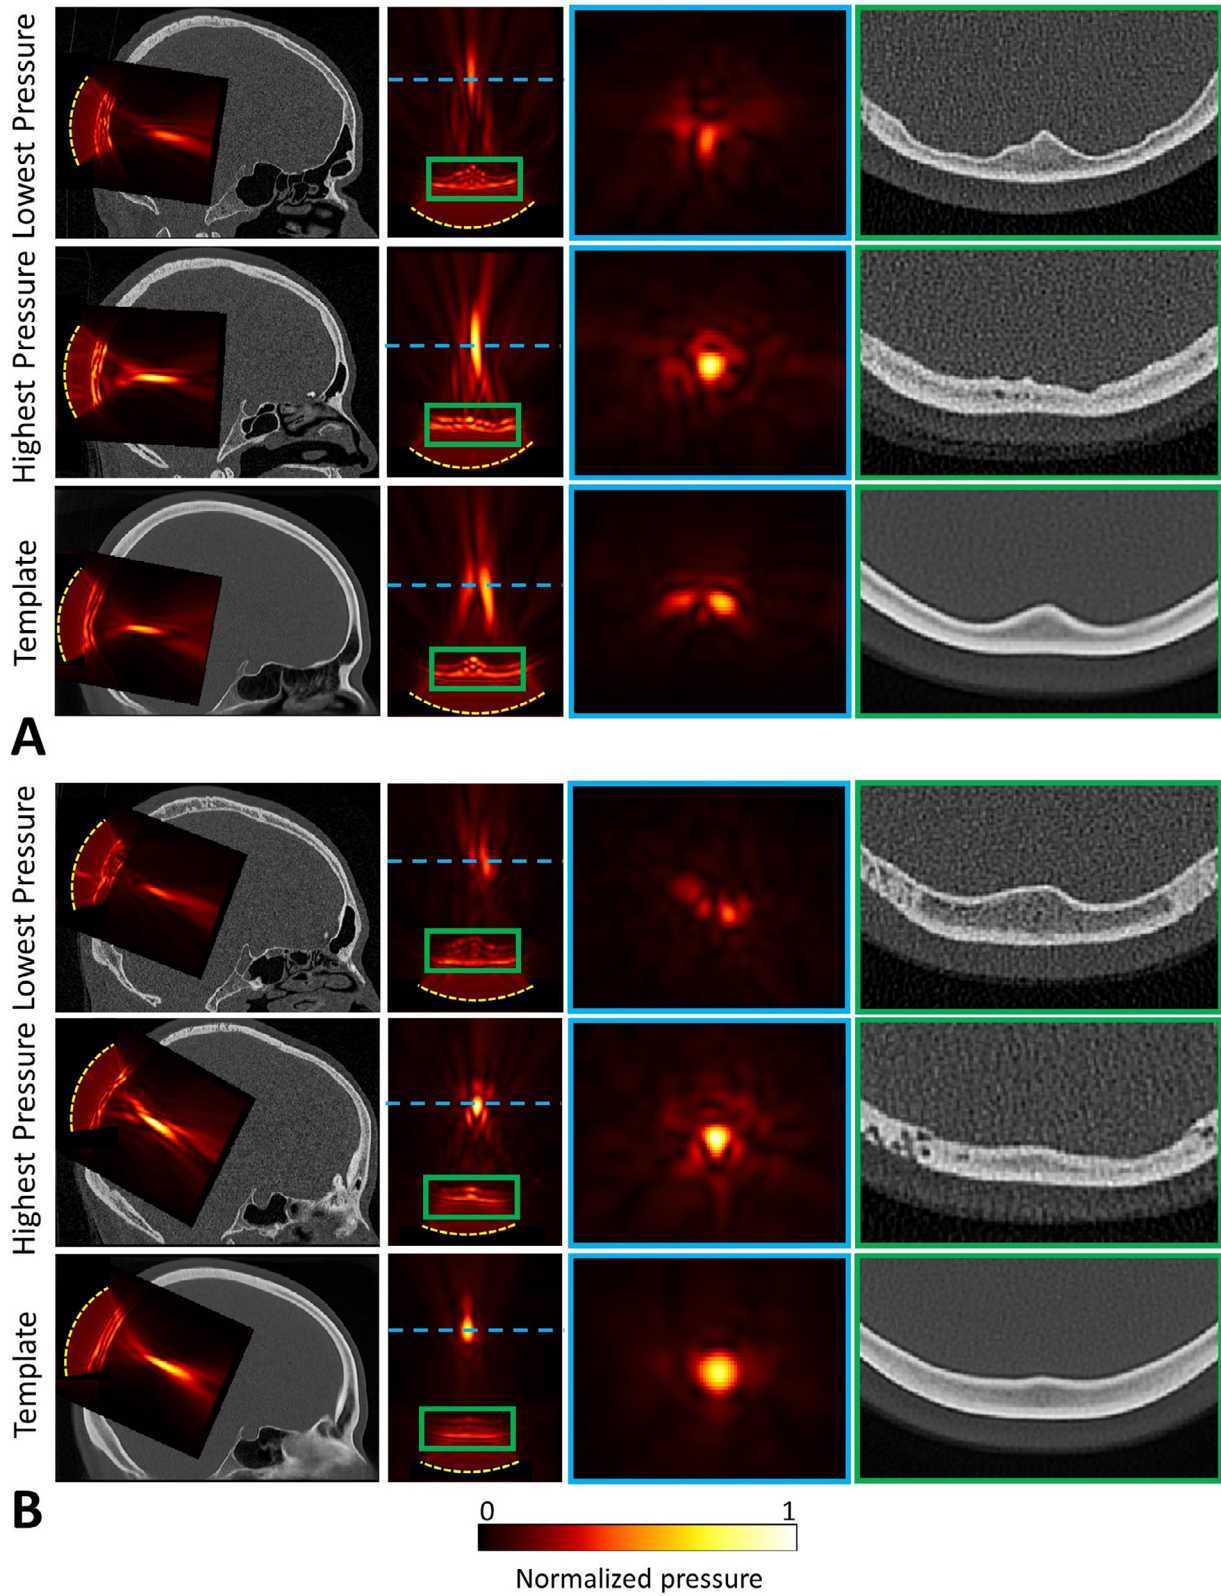 Lowest Pressure
Highest Pressure
Template
A
Lowest Pressure
Highest Pressure
Template
B
0 1
Normalized pressure